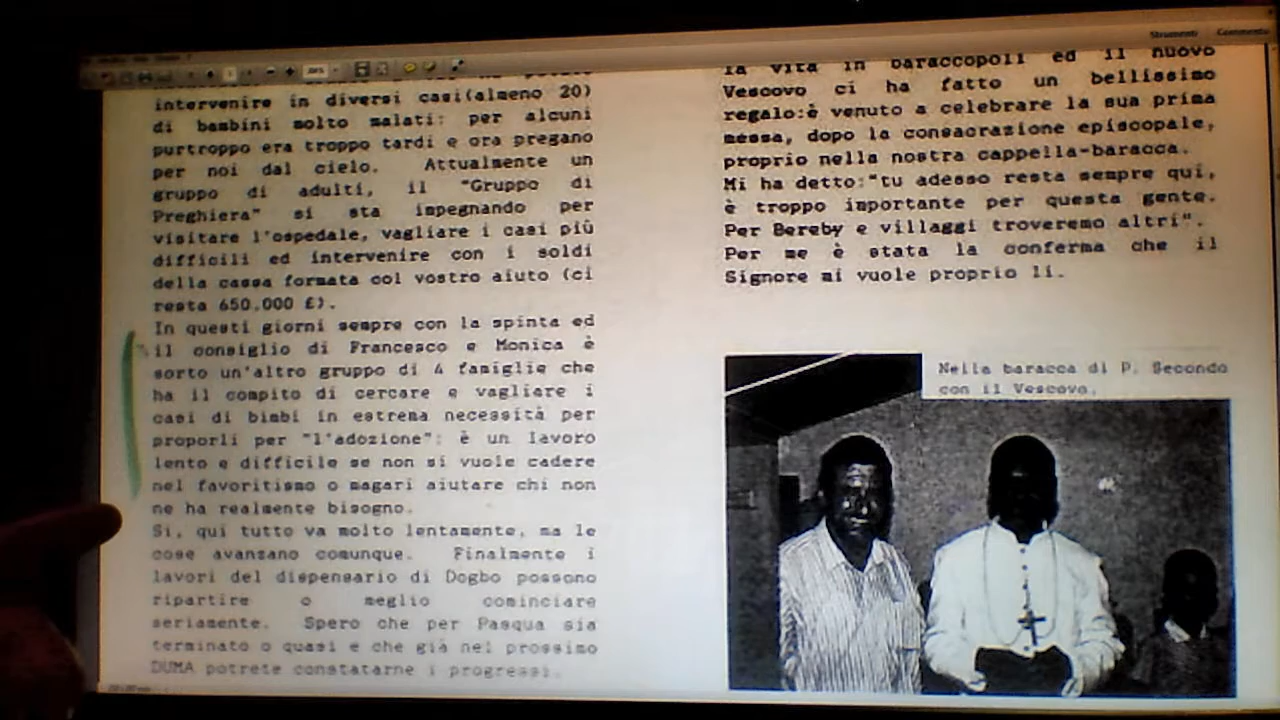 Strumenti
intervenire in diversi casi(almeno 20)
di bambini molto malati: per alcuni
purtroppo era troppo tardi e ora pregano
per noi dal cielo. Attualmente un
gruppo di adulti, il "Gruppo di
Preghiera" si sta impegnando per
visitare l'ospedale, vagliare i casi più
difficili ed intervenire con i soldi
della cassa formata col vostro aiuto (ci
resta 650.000 £).
In questi giorni sempre con la spinta ed
il consiglio di Francesco e Monica è
sorto un'altro gruppo di 4 famiglie che
ha il compito di cercare e vagliare i
casi di bimbi in estrema necessità per
proporli per "l'adozione": è un lavoro
lento e difficile se non si vuole cadere
nel favoritismo o magari aiutare chi non
ne ha realmente bisogno.
Si, qui tutto va molto lentamente, ma le
cose avanzano comunque. Finalmente i
lavori del dispensario di Dogbo possono
ripartire o meglio cominciare
seriamente. Spero che per Pasqua sia
terminato o quasi e che già nel prossimo
DUMA potrete constatarne i progressi.
la vita in baraccopoli ed il nuovo
Vescovo ci ha fatto un bellissimo
regalo:è venuto a celebrare la sua prima
messa, dopo la consacrazione episcopale,
proprio nella nostra cappella-baracca.
Mi ha detto:"tu adesso resta sempre qui,
è troppo importante per questa gente.
Per Bereby e villaggi troveremo altri".
Per me è stata la conferma che il
Signore mi vuole proprio li.
Nella baracca di P. Secondo
con il Vescovo.